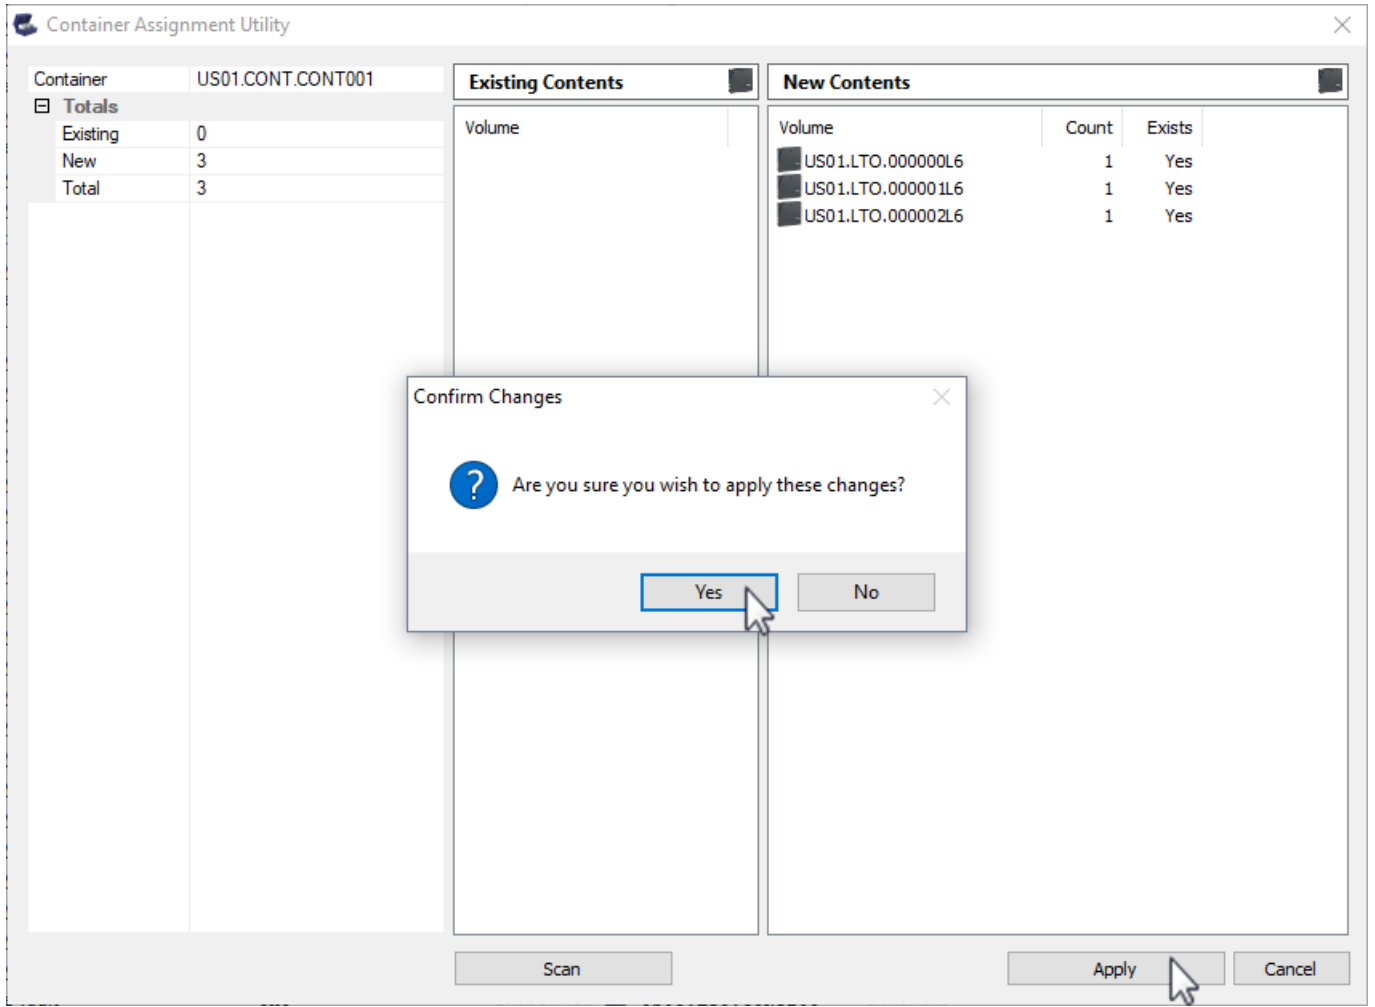 Container Assignment Utility
Container US01.CONT.CONT001
Totals
Existing 0
New 3
Total 3
Existing Contents
Volume
New Contents
Volume Count Exists
US01.LTO.000000L6 1 Yes
US01.LTO.000001L6 1 Yes
US01.LTO.000002L6 1 Yes
Confirm Changes
Are you sure you wish to apply these changes?
Yes No
Scan Apply Cancel